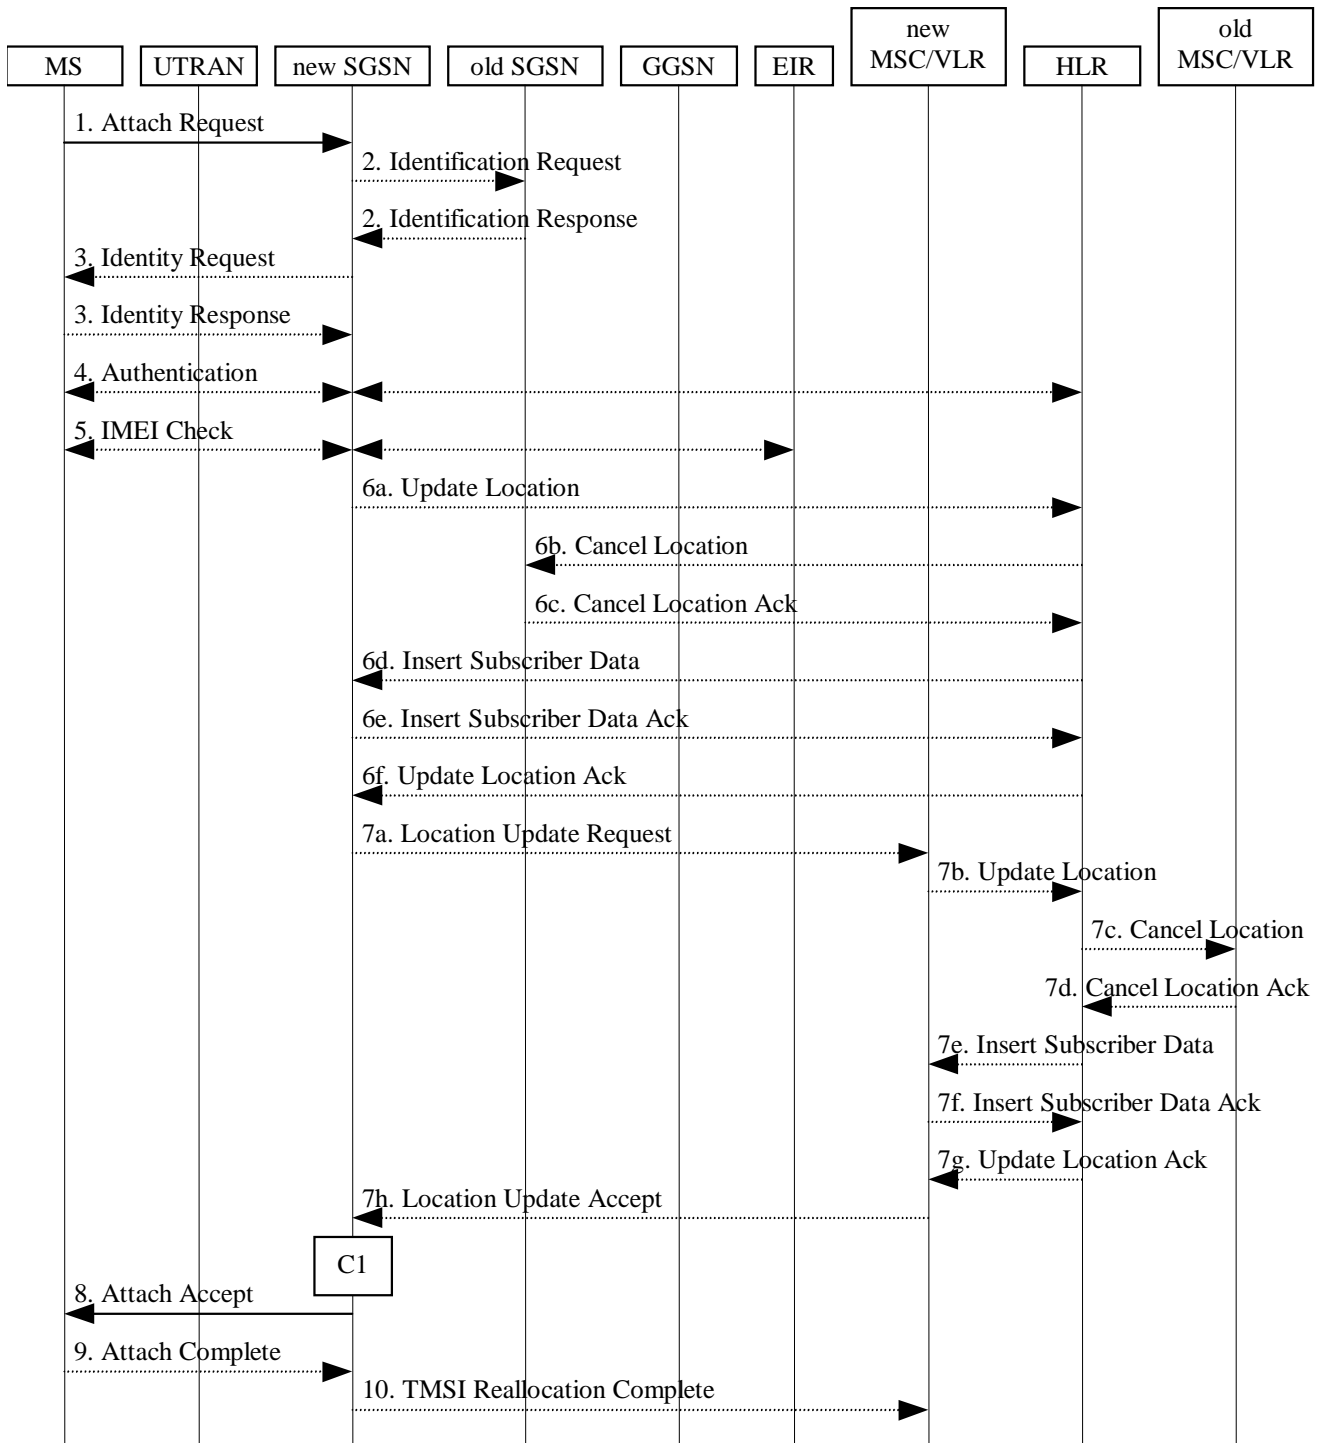 new
MSC/VLR
old
MSC/VLR
MS
UTRAN
new SGSN
old SGSN
GGSN
EIR
HLR
1. Attach Request
2. Identification Request
2. Identification Response
3. Identity Request
3. Identity Response
4. Authentication
5. IMEI Check
6a. Update Location
6b. Cancel Location
6c. Cancel Location Ack
6d. Insert Subscriber Data
6e. Insert Subscriber Data Ack
6f. Update Location Ack
7a. Location Update Request
7b. Update Location
7c. Cancel Location
7d. Cancel Location Ack
7e. Insert Subscriber Data
7f. Insert Subscriber Data Ack
7g. Update Location Ack
7h. Location Update Accept
C1
8. Attach Accept
9. Attach Complete
10. TMSI Reallocation Complete